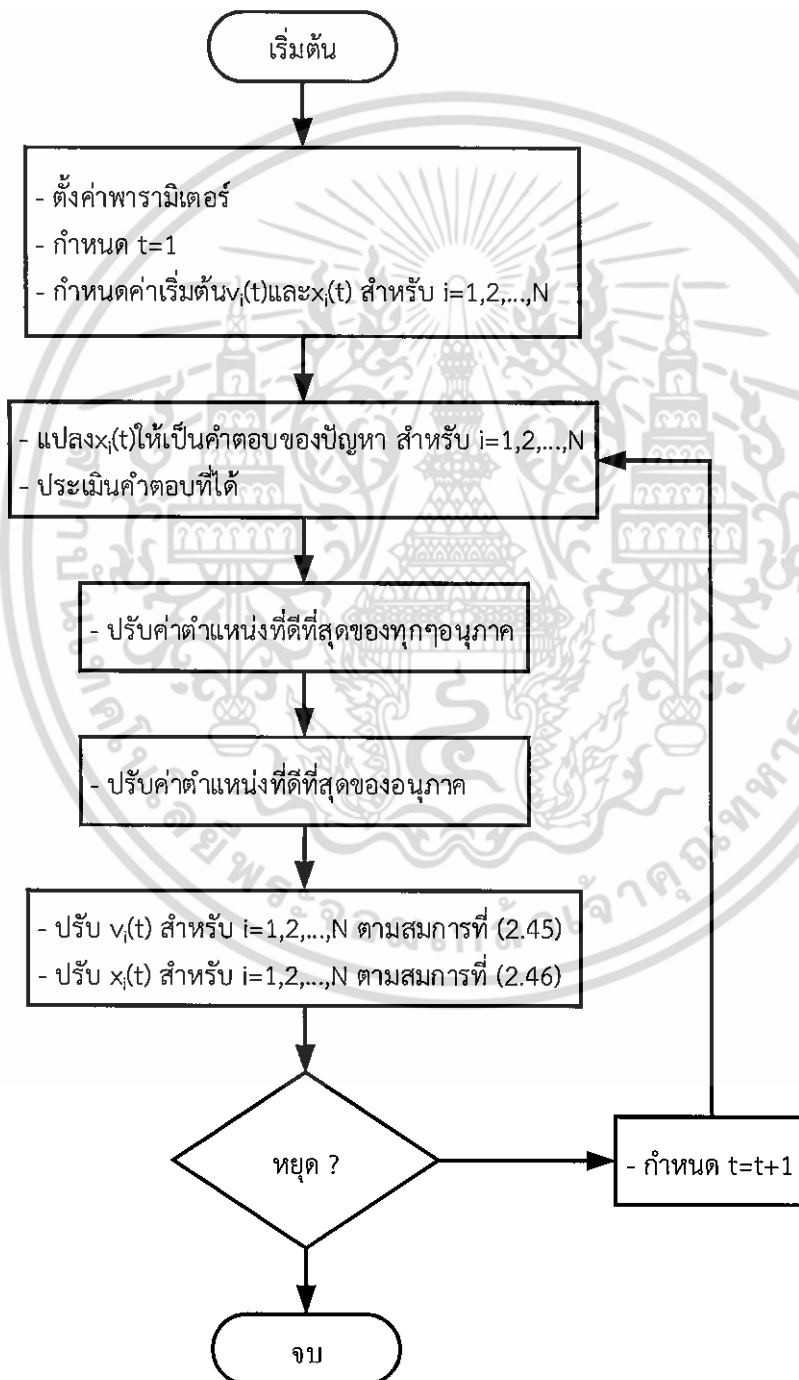 เริ่มต้น
- ตั้งค่าพารามิเตอร์
- กำหนด t=1
- กำหนดค่าเริ่มต้นvᵢ(t)และxᵢ(t) สำหรับ i=1,2,...,N
- แปลงxᵢ(t)ให้เป็นคำตอบของปัญหา สำหรับ i=1,2,...,N
- ประเมินคำตอบที่ได้
- ปรับค่าตำแหน่งที่ดีที่สุดของทุกๆอนุภาค
- ปรับค่าตำแหน่งที่ดีที่สุดของอนุภาค
- ปรับ vᵢ(t) สำหรับ i=1,2,...,N ตามสมการที่ (2.45)
- ปรับ xᵢ(t) สำหรับ i=1,2,...,N ตามสมการที่ (2.46)
หยุด ?
- กำหนด t=t+1
จบ